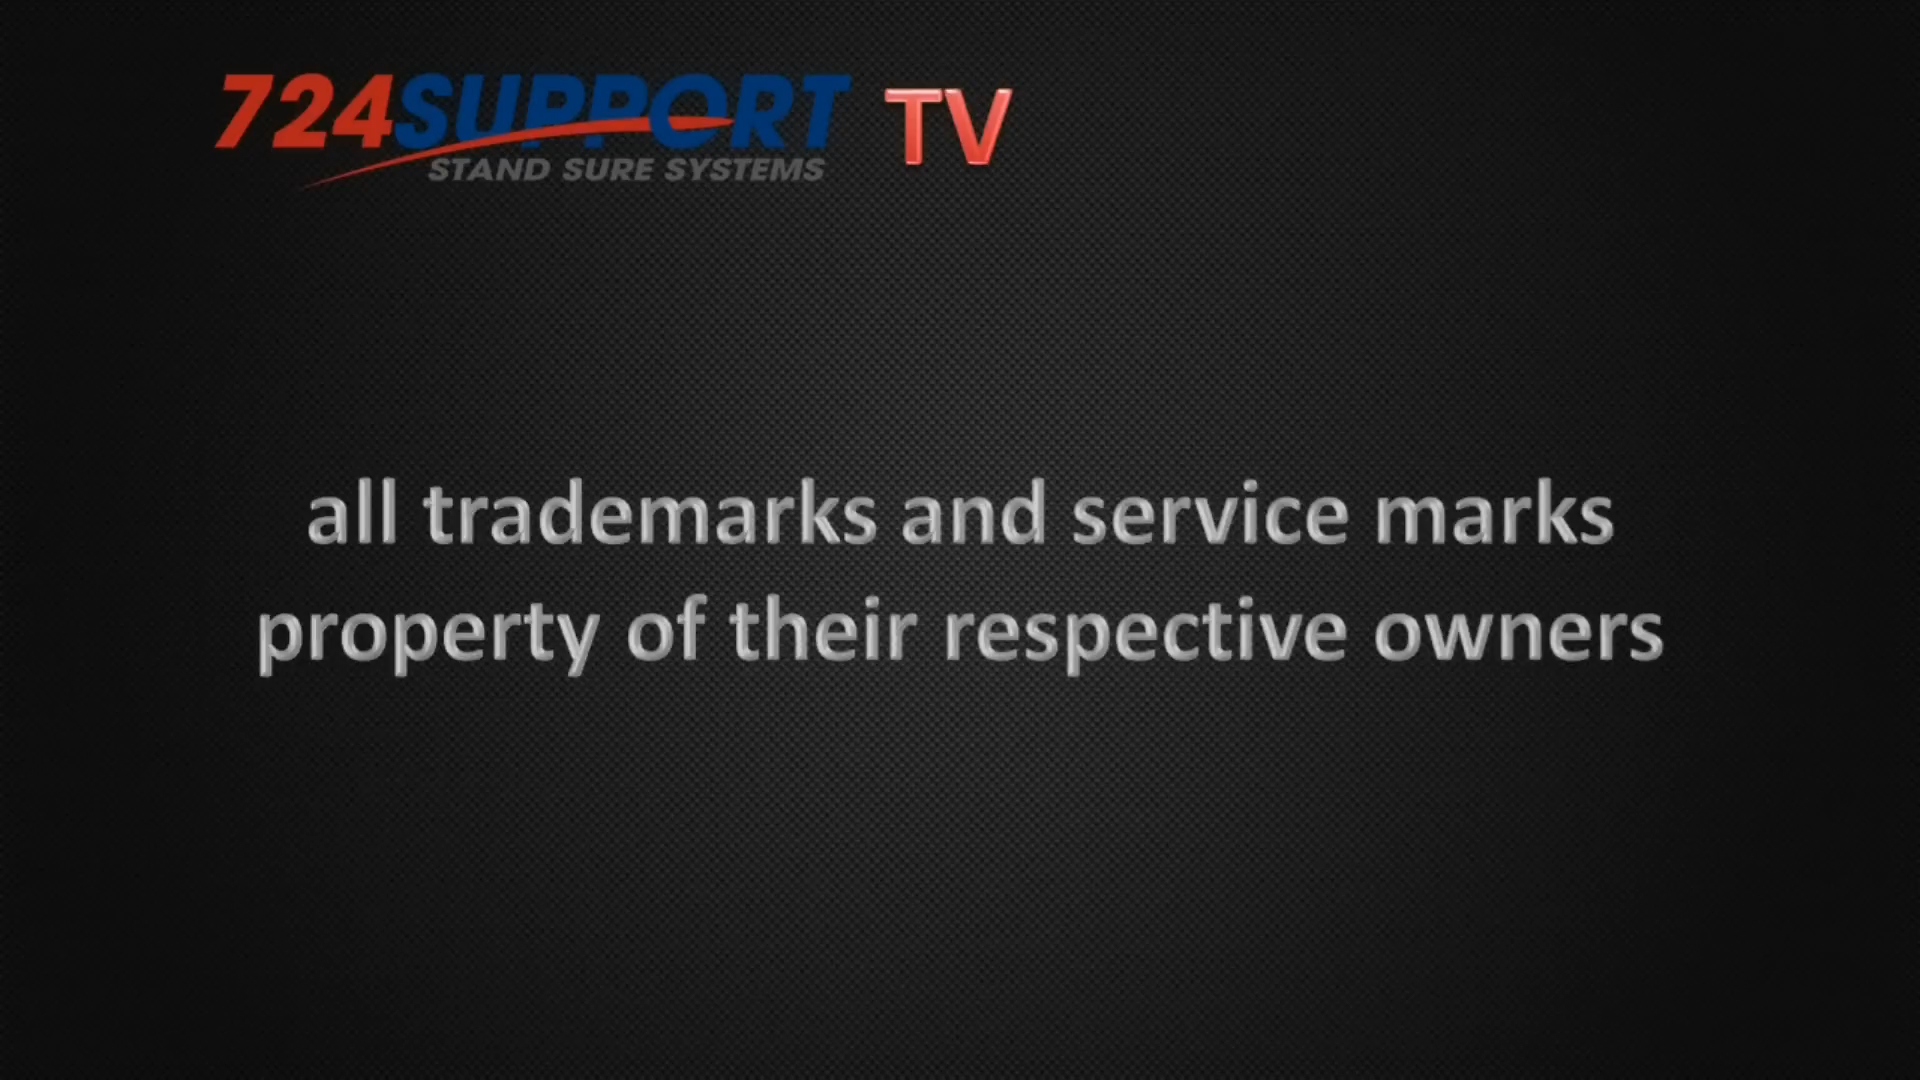 724SUPPORT TV
STAND SURE SYSTEMS
all trademarks and service marks
property of their respective owners